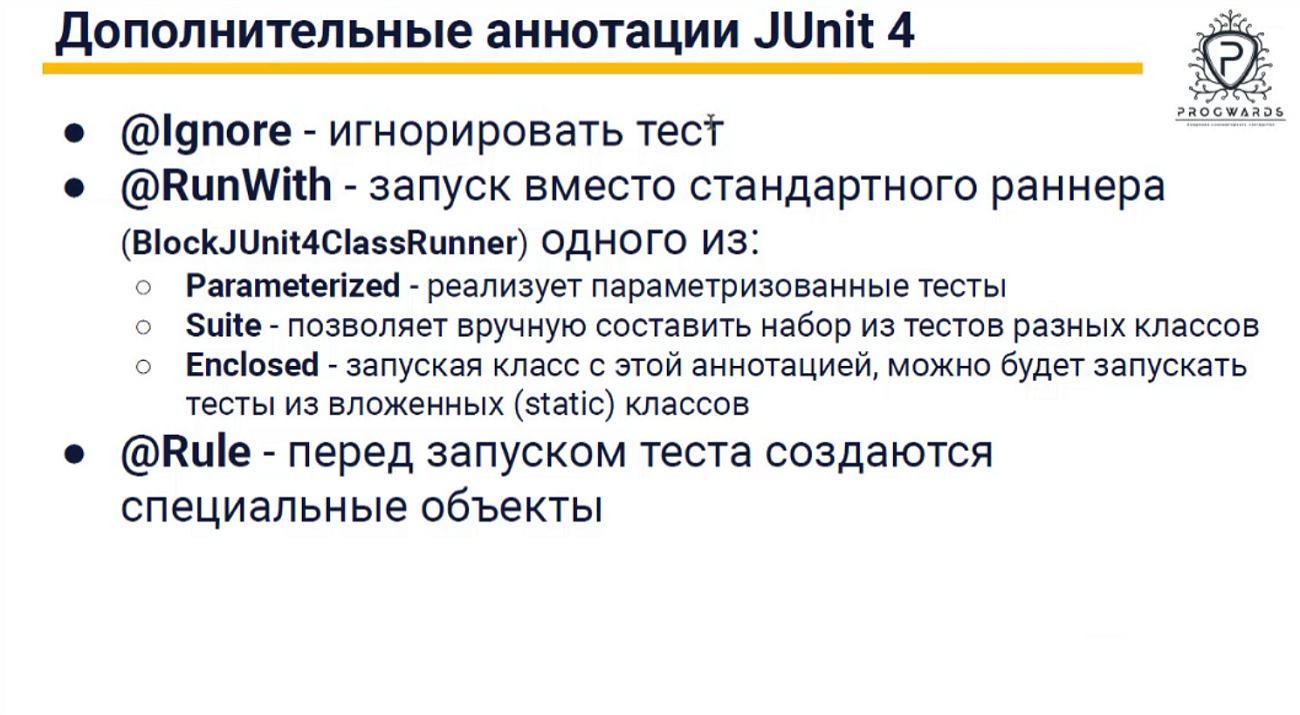 Дополнительные аннотации JUnit 4
PROGWARDS
● @Ignore - игнорировать тест
● @RunWith - запуск вместо стандартного раннера
(BlockJUnit4ClassRunner) одного из:
○ Parameterized - реализует параметризованные тесты
○ Suite - позволяет вручную составить набор из тестов разных классов
○ Enclosed - запуская класс с этой аннотацией, можно будет запускать
тесты из вложенных (static) классов
● @Rule - перед запуском теста создаются
специальные объекты